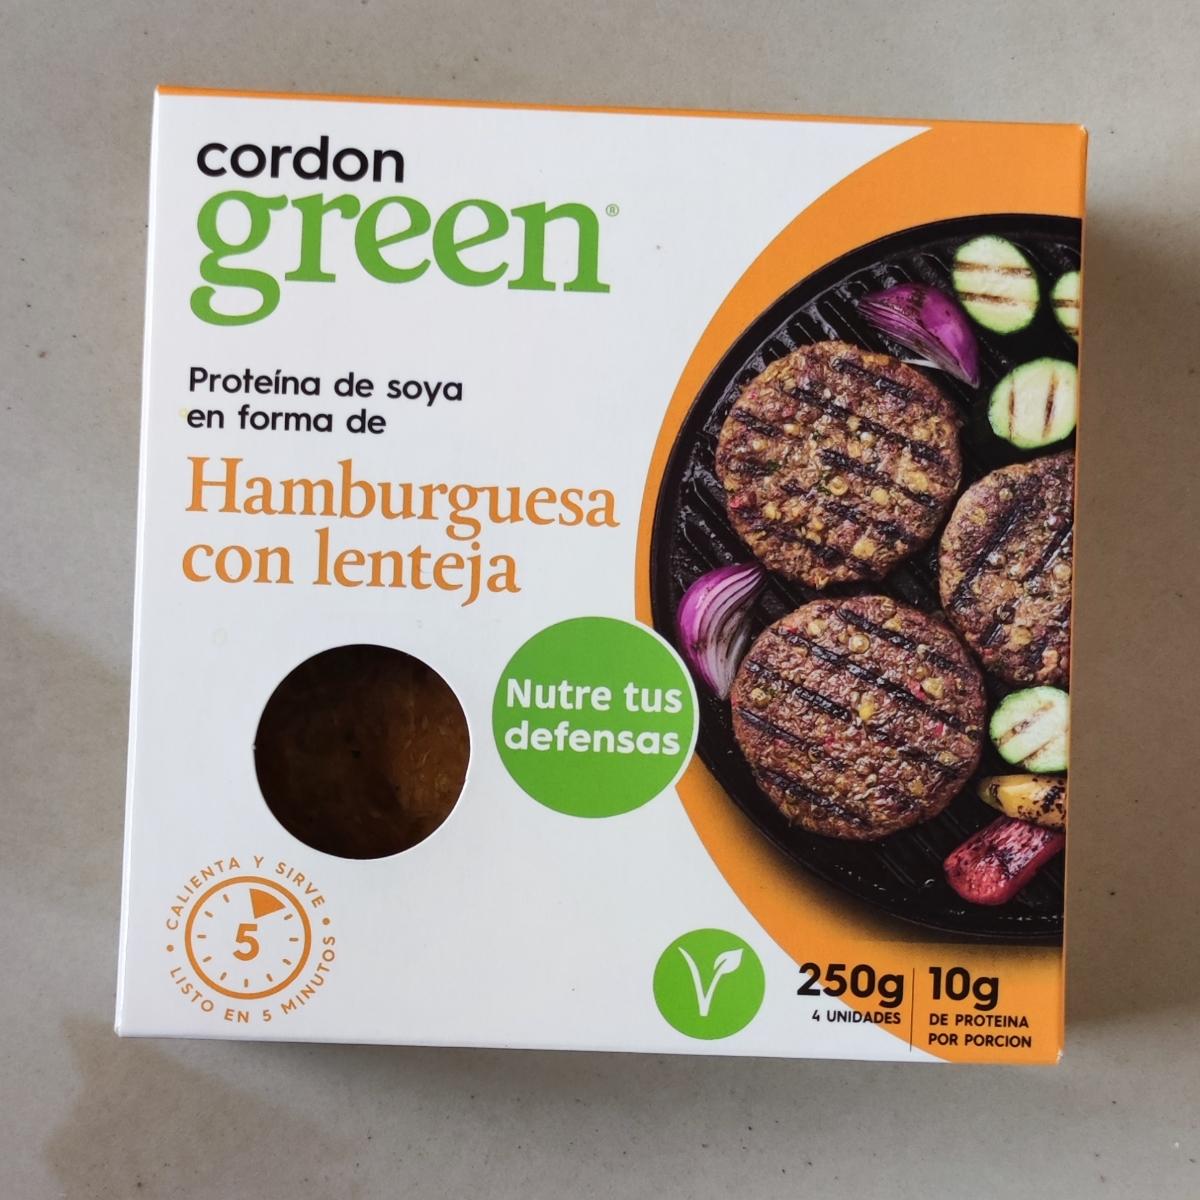 cordon
green®
Proteína de soya
en forma de
Hamburguesa
con lenteja
Nutre tus
defensas
CALIENTA Y SIRVE
5
LISTO EN 5 MINUTOS
V
250g
4 UNIDADES
10g
DE PROTEINA
POR PORCION